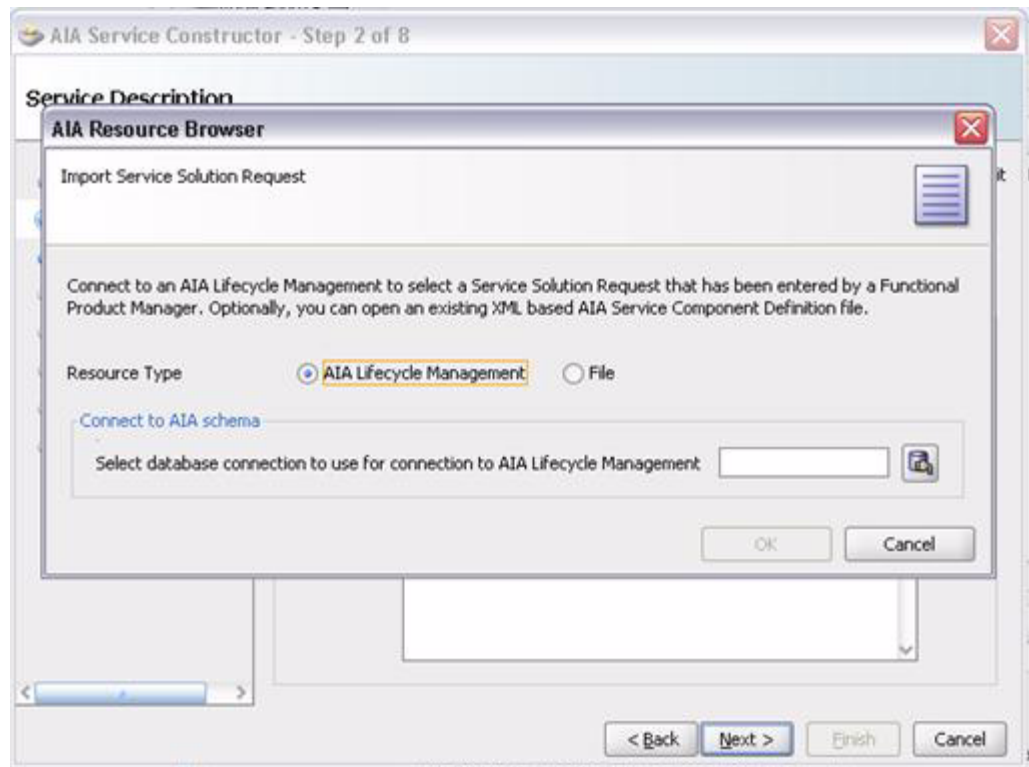 AIA Service Constructor - Step 2 of 8
Service Description
AIA Resource Browser
Import Service Solution Request
Connect to an AIA Lifecycle Management to select a Service Solution Request that has been entered by a Functional
Product Manager. Optionally, you can open an existing XML based AIA Service Component Definition file.
Resource Type AIA Lifecycle Management File
Connect to AIA schema
Select database connection to use for connection to AIA Lifecycle Management
OK Cancel
< Back Next > Finish Cancel